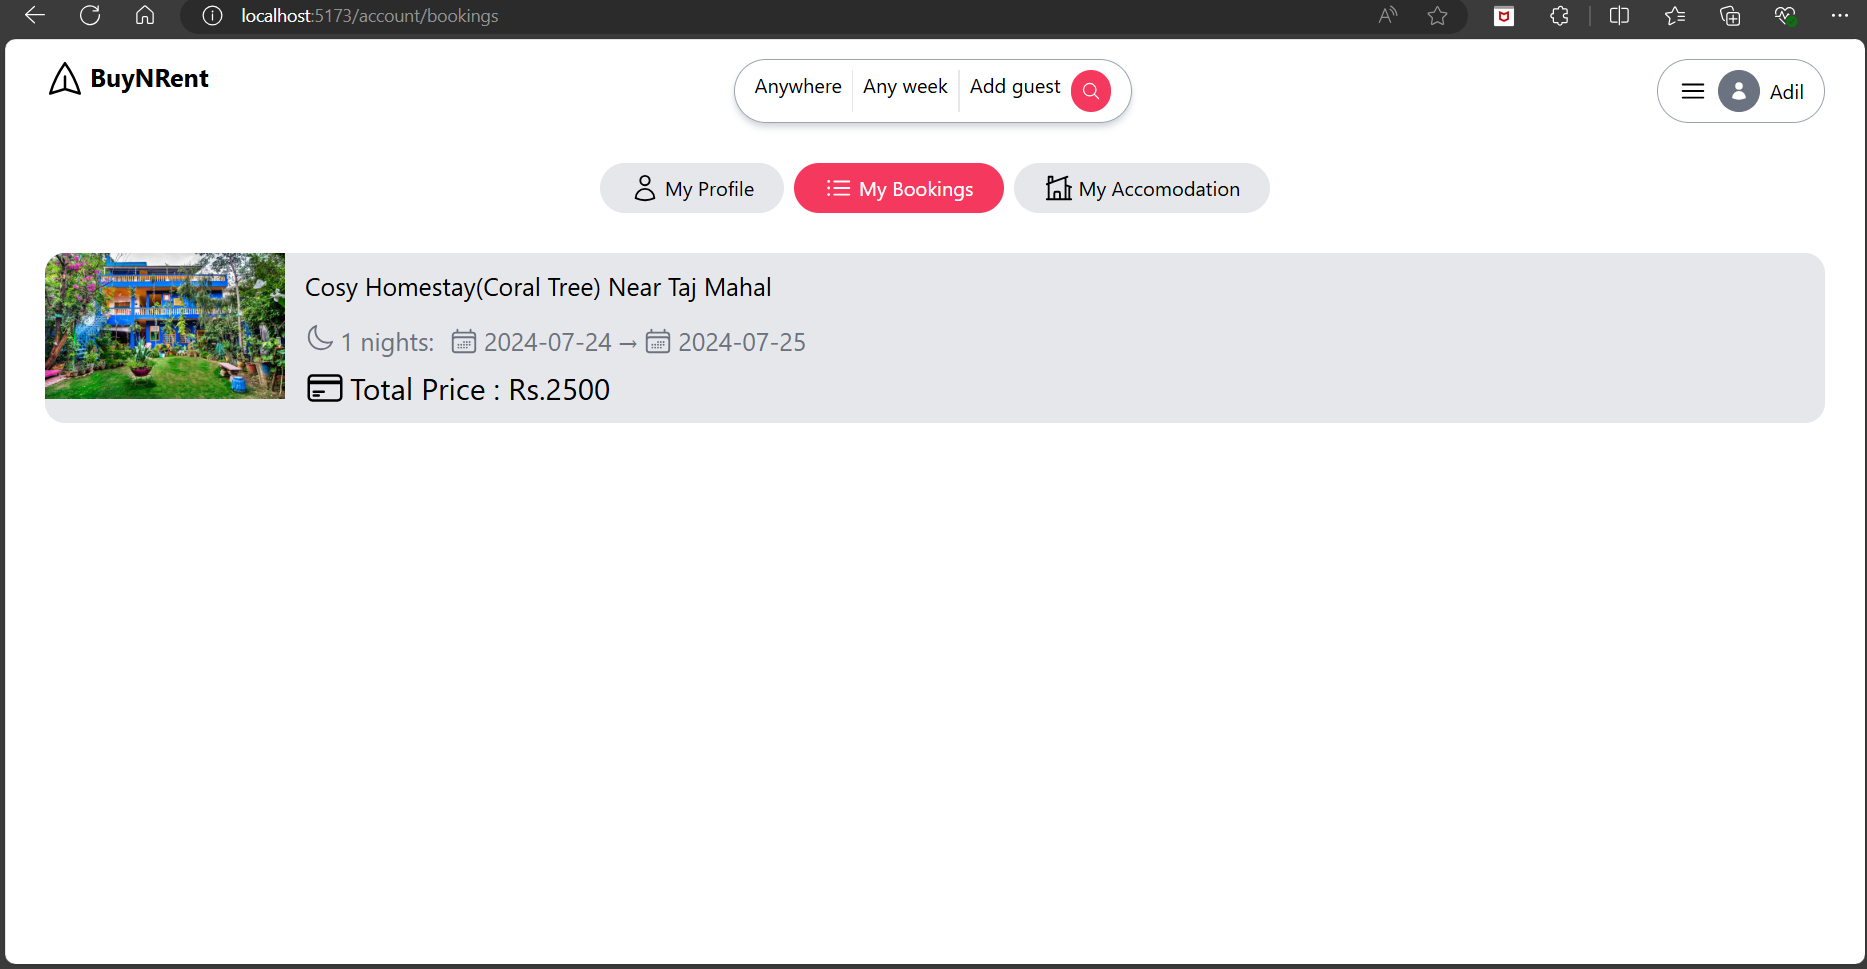 localhost:5173/account/bookings
BuyNRent
Anywhere Any week Add guest
Adil
My Profile My Bookings My Accomodation
Cosy Homestay(Coral Tree) Near Taj Mahal
1 nights: 2024-07-24 → 2024-07-25
Total Price : Rs.2500